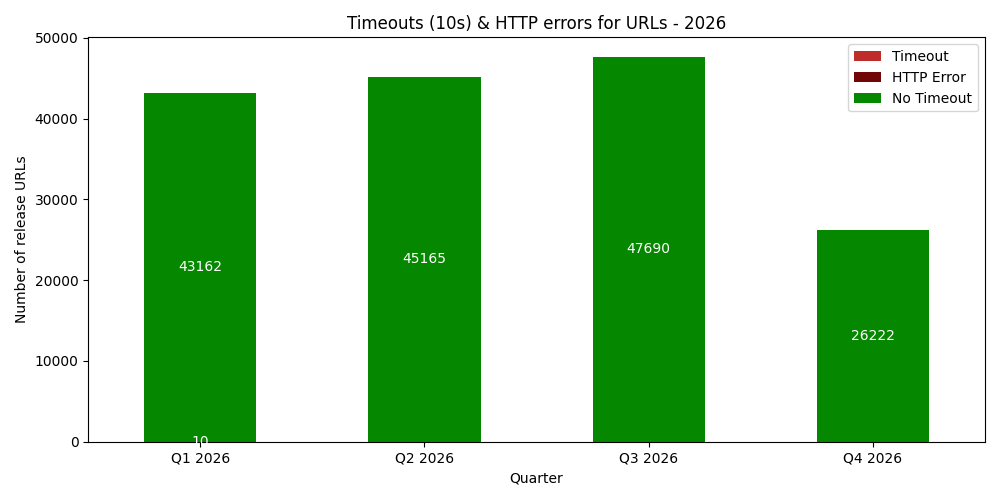 Timeouts (10s) & HTTP errors for URLs - 2026
Timeout
HTTP Error
No Timeout
Number of release URLs
50000
40000
30000
20000
10000
0
43162
45165
47690
26222
10
Q1 2026
Q2 2026
Q3 2026
Q4 2026
Quarter